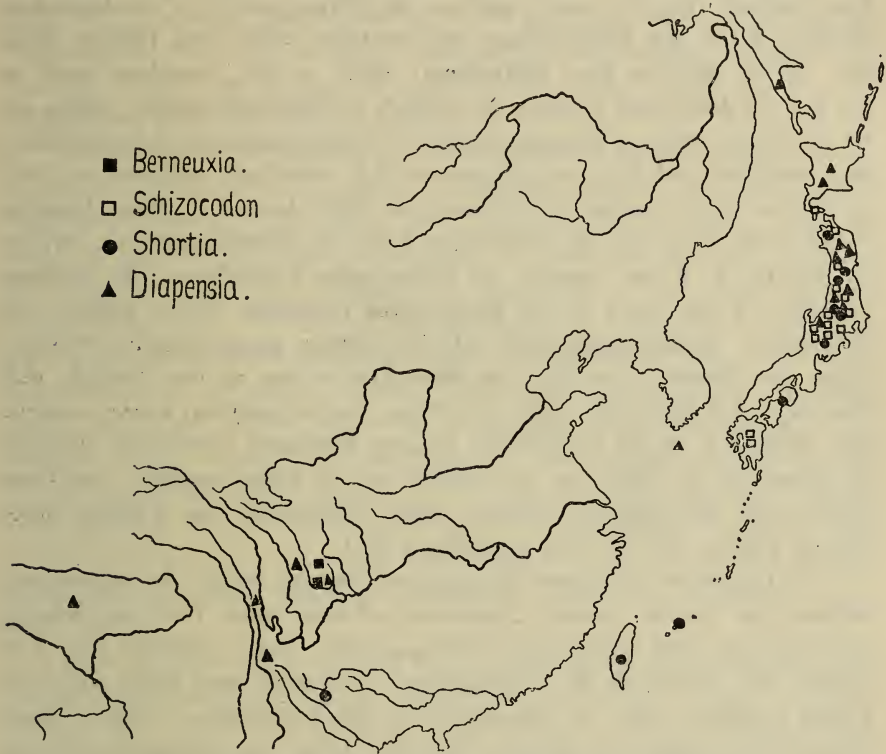 ■ Berneuxia.
□ Schizocodon
● Shortia.
▲ Diapensia.